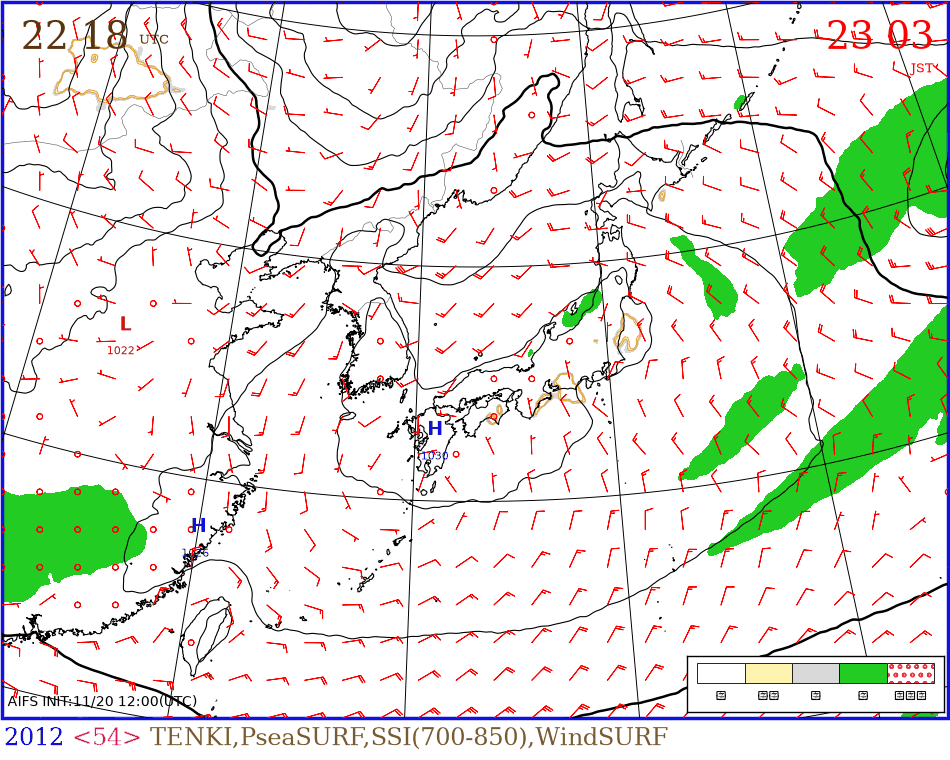 22 18 UTC
23 03
JST
L
1022
H
1030
H
AIFS INIT:11/20 12:00(UTC)
2012 <54> TENKI,PseaSURF,SSI(700-850),WindSURF